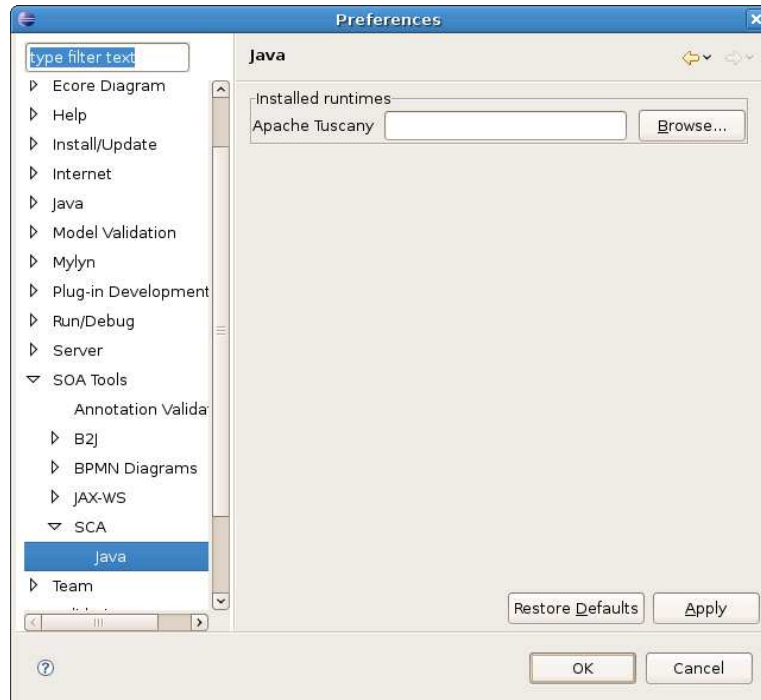 Preferences
type filter text
Ecore Diagram
Help
Install/Update
Internet
Java
Model Validation
Mylyn
Plug-in Development
Run/Debug
Server
SOA Tools
Annotation Valida
B2J
BPMN Diagrams
JAX-WS
SCA
Java
Team
Java
Installed runtimes
Apache Tuscany
Browse...
Restore Defaults
Apply
OK
Cancel